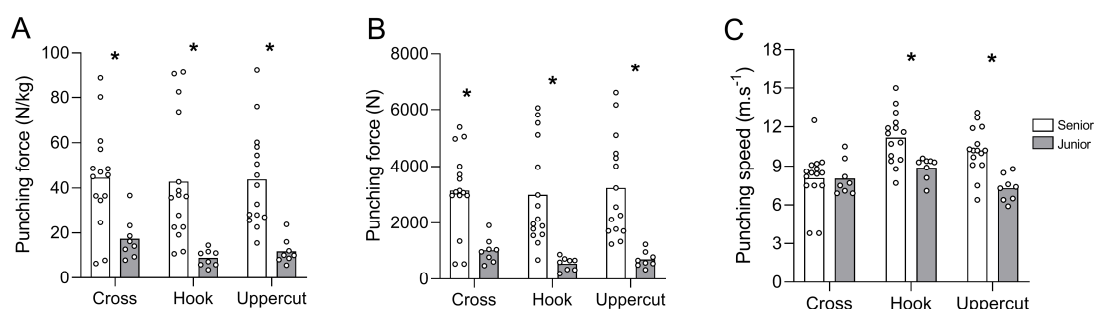 A
B
C
Punching force (N/kg)
100
80
60
40
20
0
*
*
*
Cross
Hook
Uppercut
Punching force (N)
8000
6000
4000
2000
0
*
*
*
Cross
Hook
Uppercut
Punching speed (m.s⁻¹)
18
15
12
9
6
3
0
*
*
Cross
Hook
Uppercut
Senior
Junior